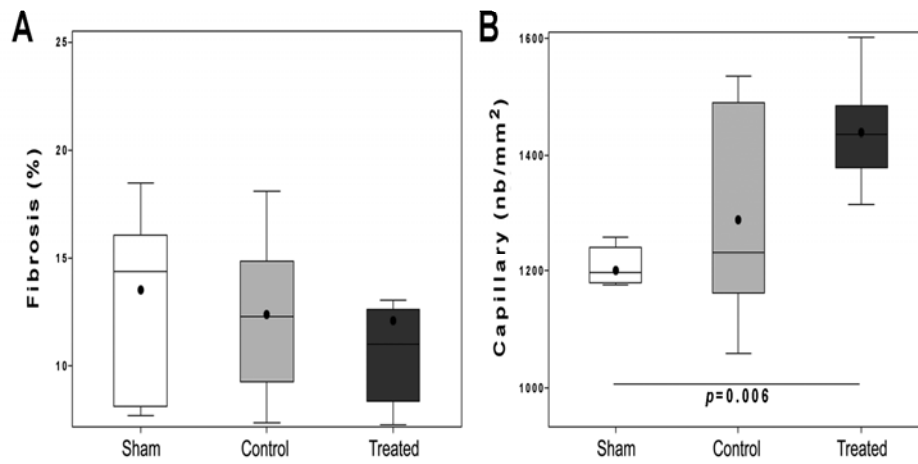 A
Fibrosis (%)
25
20
15
10
Sham Control Treated
B
Capillary (nb/mm²)
1600
1400
1200
1000
p=0.006
Sham Control Treated